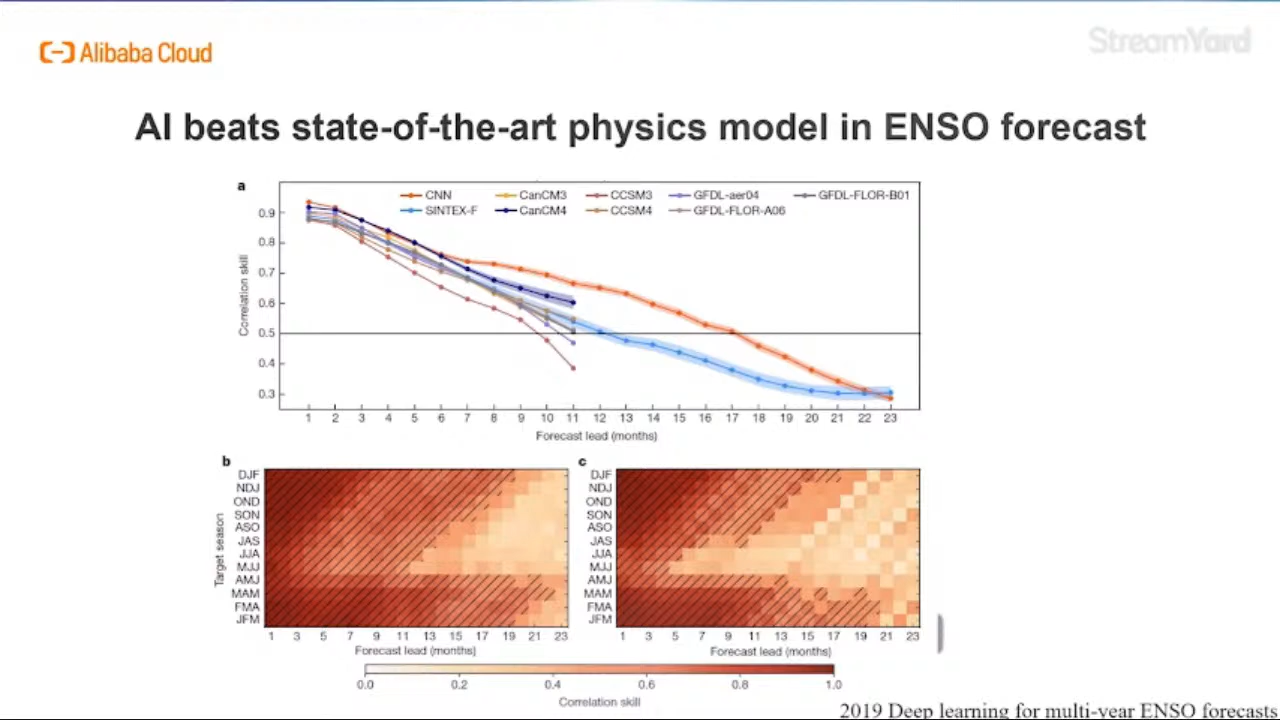 Alibaba Cloud
StreamYard
AI beats state-of-the-art physics model in ENSO forecast
a
CNN CanCM3 CCSM3 GFDL-aer04 GFDL-FLOR-B01
SINTEX-F CanCM4 CCSM4 GFDL-FLOR-A06
Correlation skill
0.9
0.8
0.7
0.6
0.5
0.4
0.3
1 2 3 4 5 6 7 8 9 10 11 12 13 14 15 16 17 18 19 20 21 22 23
Forecast lead (months)
b
Target season
DJF
NDJ
OND
SON
ASO
JAS
JJA
MJJ
AMJ
MAM
FMA
JFM
1 3 5 7 9 11 13 15 17 19 21 23
Forecast lead (months)
c
DJF
NDJ
OND
SON
ASO
JAS
JJA
MJJ
AMJ
MAM
FMA
JFM
1 3 5 7 9 11 13 15 17 19 21 23
Forecast lead (months)
0.0 0.2 0.4 0.6 0.8 1.0
Correlation skill
2019 Deep learning for multi-year ENSO forecasts